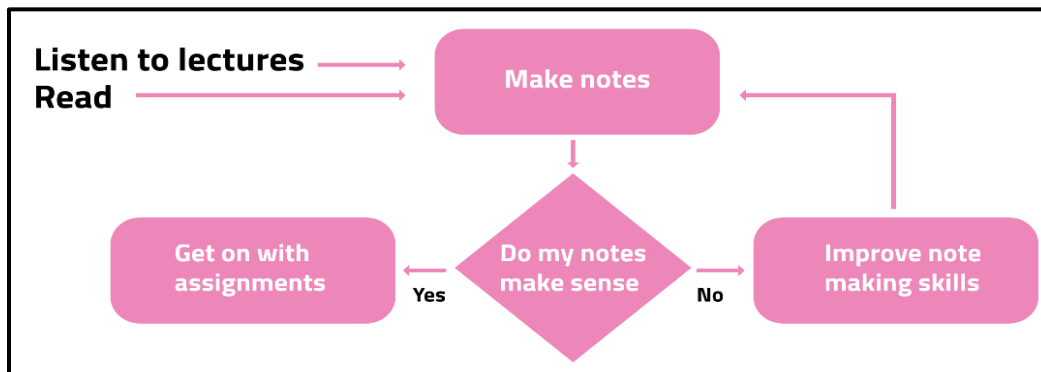 Listen to lectures
Read
Make notes
Get on with
assignments
Yes
Do my notes
make sense
No
Improve note
making skills